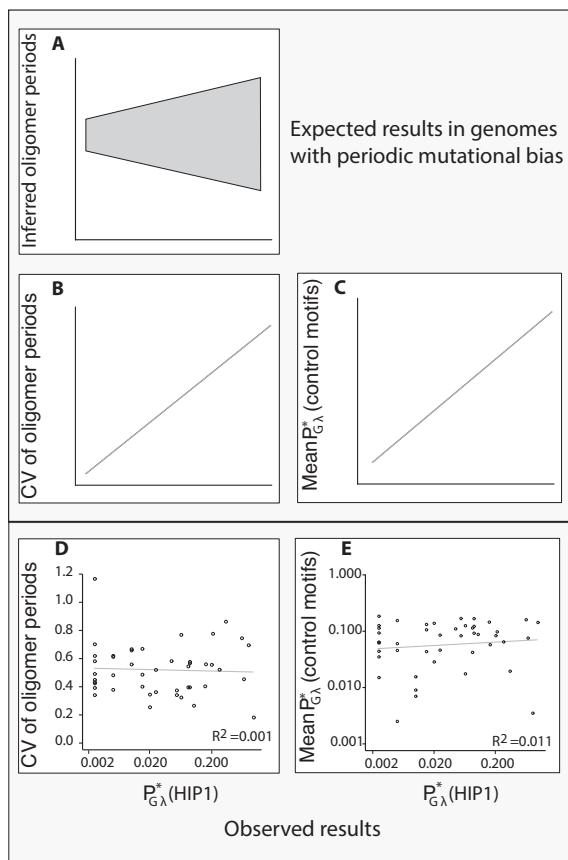 A
Inferred oligomer periods
Expected results in genomes
with periodic mutational bias
B
CV of oligomer periods
C
Mean P*Gλ (control motifs)
D
CV of oligomer periods
1.2
1.0
0.8
0.6
0.4
0.2
0.0
R² =0.001
0.002 0.020 0.200
P*Gλ(HIP1)
E
Mean P*Gλ (control motifs)
1.000
0.100
0.010
0.001
R² =0.011
0.002 0.020 0.200
P*Gλ(HIP1)
Observed results